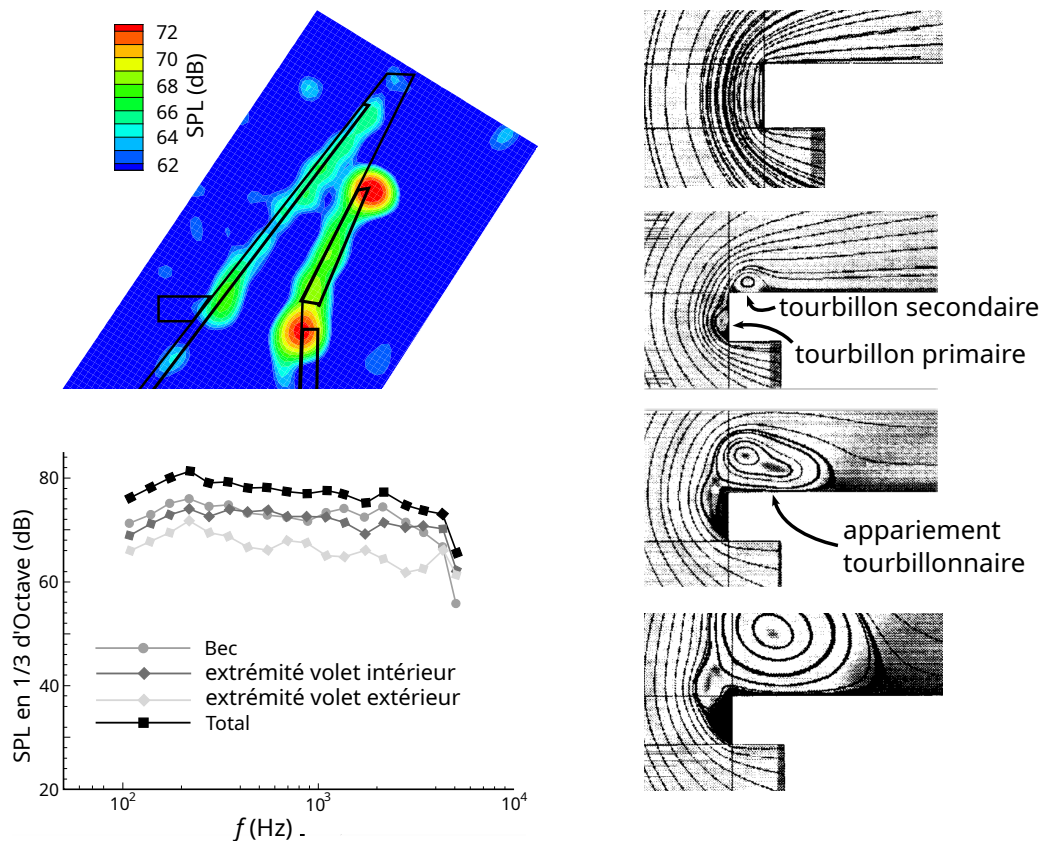 72
70
68
66
64
62
SPL (dB)
tourbillon secondaire
tourbillon primaire
appariement
tourbillonnaire
SPL en 1/3 d'Octave (dB)
80
60
40
20
Bec
extrémité volet intérieur
extrémité volet extérieur
Total
10²
10³
10⁴
f (Hz)